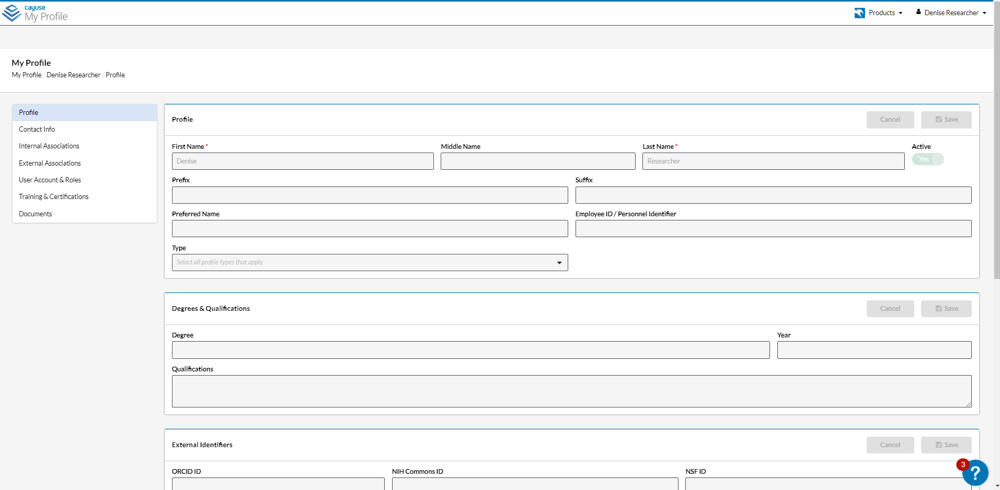 cayuse
My Profile
Products
Denise Researcher
My Profile
My Profile / Denise Researcher / Profile
Profile
Contact Info
Internal Associations
External Associations
User Account & Roles
Training & Certifications
Documents
Profile
Cancel
Save
First Name *
Middle Name
Last Name *
Active
Denise
Researcher
Yes
Prefix
Suffix
Preferred Name
Employee ID / Personnel Identifier
Type
Select all profile types that apply
Degrees & Qualifications
Cancel
Save
Degree
Year
Qualifications
External Identifiers
Cancel
Save
ORCID ID
NIH Commons ID
NSF ID
3
?